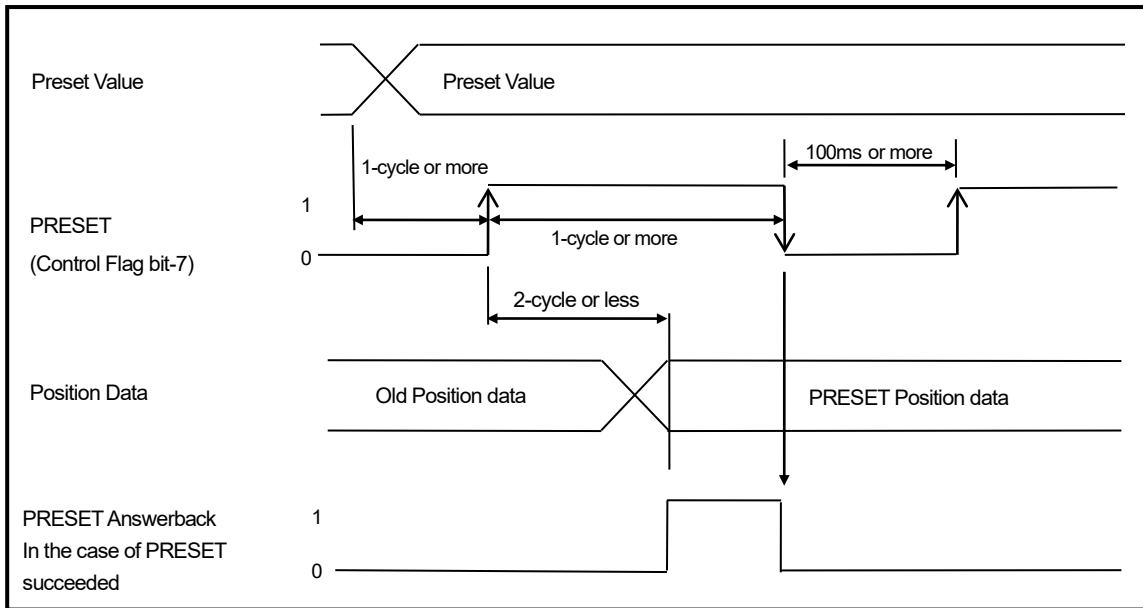 Preset Value
Preset Value
1-cycle or more
100ms or more
1
PRESET
(Control Flag bit-7)
0
1-cycle or more
2-cycle or less
Position Data
Old Position data
PRESET Position data
PRESET Answerback
In the case of PRESET
succeeded
1
0